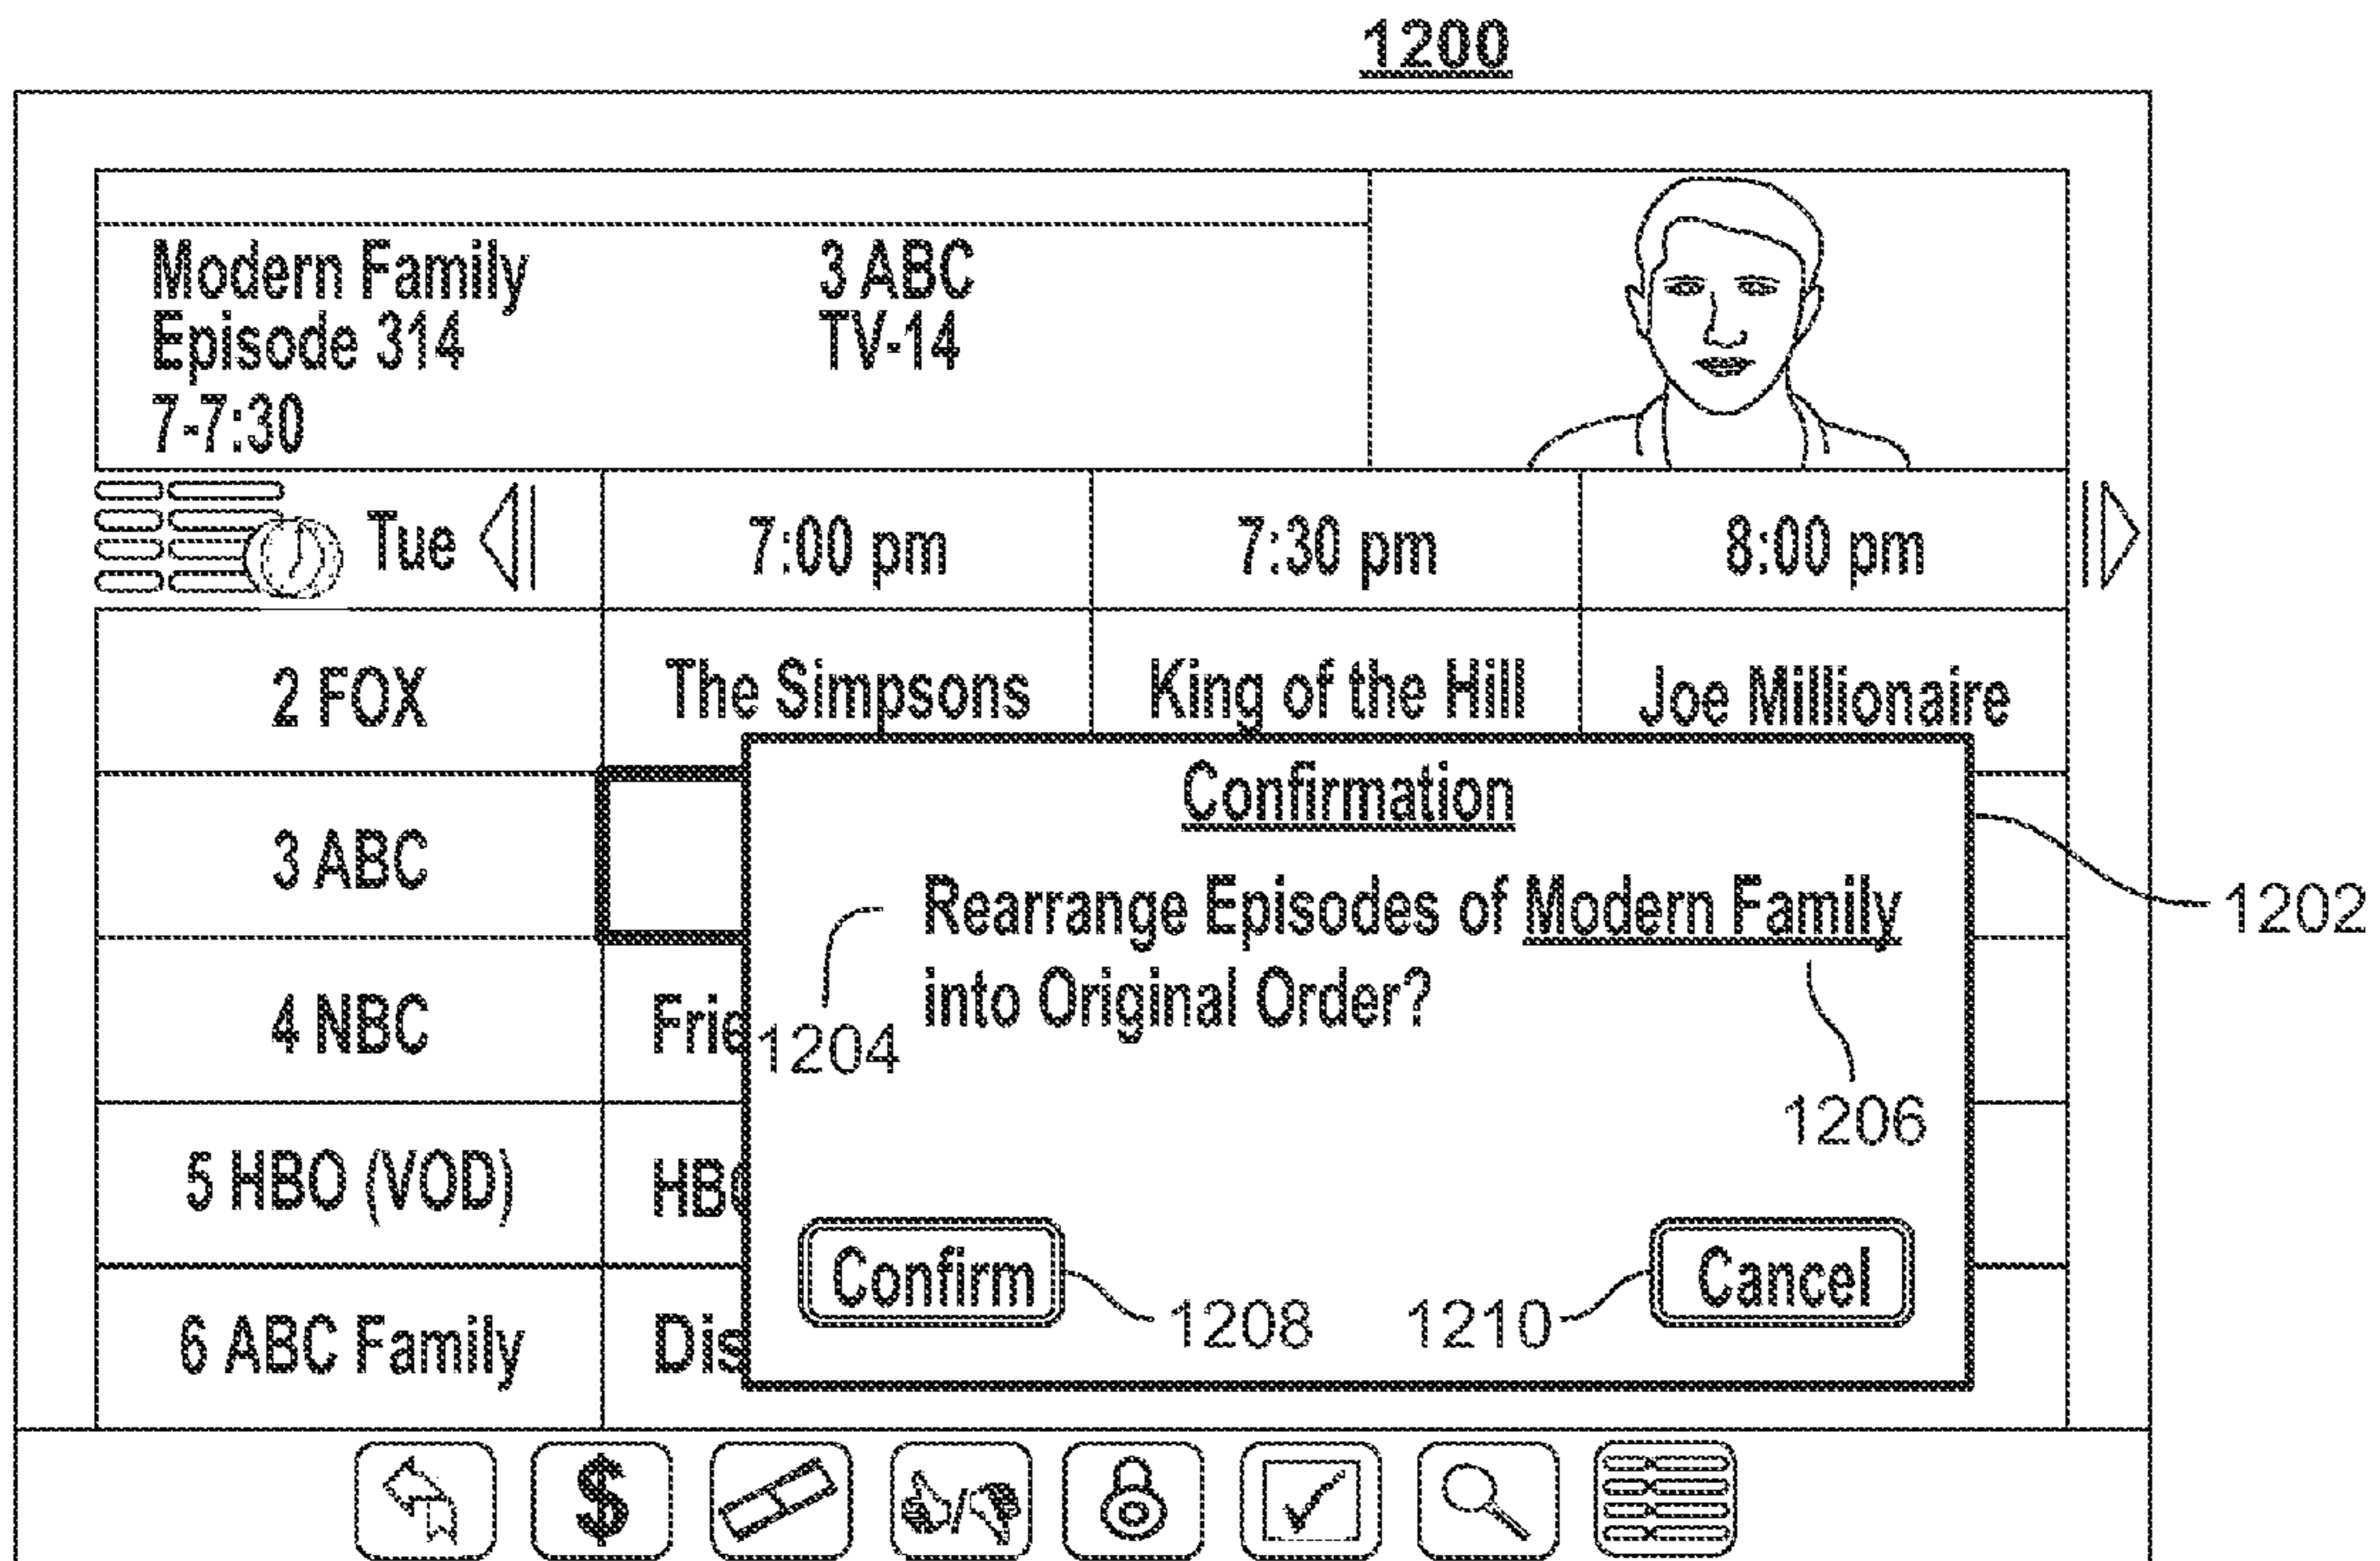 1200
Modern Family 3 ABC
Episode 314 TV-14
7-7:30
Tue 7:00 pm 7:30 pm 8:00 pm
2 FOX The Simpsons King of the Hill Joe Millionaire
Confirmation
3 ABC
1202
Rearrange Episodes of Modern Family
into Original Order?
4 NBC Frie
1204
1206
5 HBO (VOD) HBO
Confirm 1208 1210 Cancel
6 ABC Family Dis
$